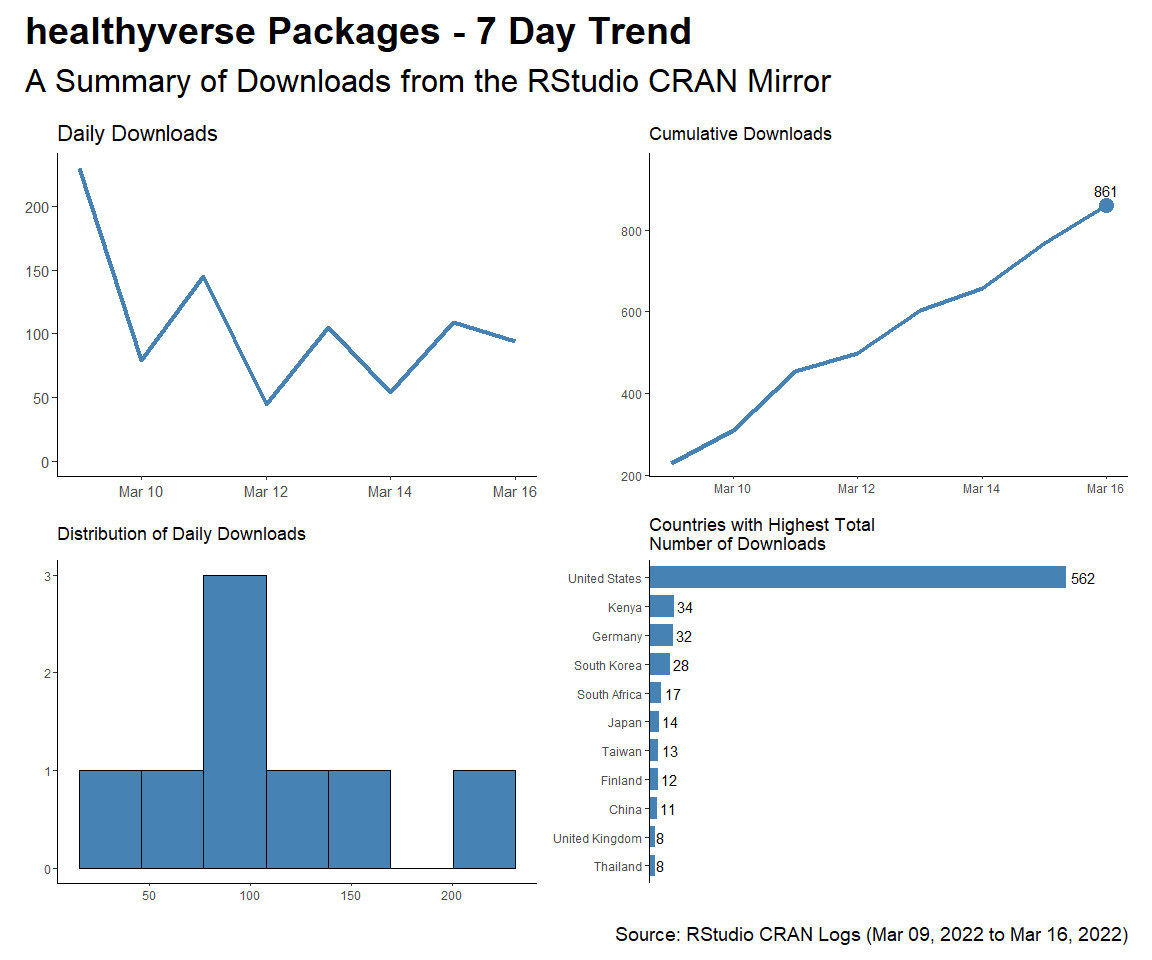 healthyverse Packages - 7 Day Trend
A Summary of Downloads from the RStudio CRAN Mirror
Daily Downloads
200
150
100
50
0
Mar 10 Mar 12 Mar 14 Mar 16
Cumulative Downloads
861
800
600
400
200
Mar 10 Mar 12 Mar 14 Mar 16
Distribution of Daily Downloads
3
2
1
0
50 100 150 200
Countries with Highest Total
Number of Downloads
United States 562
Kenya 34
Germany 32
South Korea 28
South Africa 17
Japan 14
Taiwan 13
Finland 12
China 11
United Kingdom 8
Thailand 8
Source: RStudio CRAN Logs (Mar 09, 2022 to Mar 16, 2022)